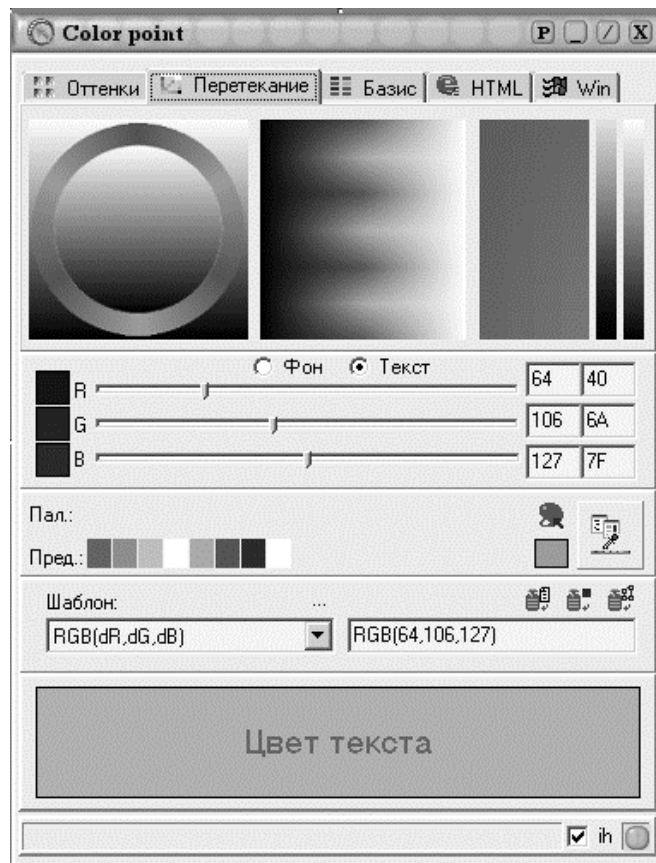 Color point P
Оттенки Перетекание Базис HTML Win
Фон Текст
R 64 40
G 106 6A
B 127 7F
Пал.:
Пред.:
Шаблон: ...
RGB(dR,dG,dB) RGB(64,106,127)
Цвет текста
ih